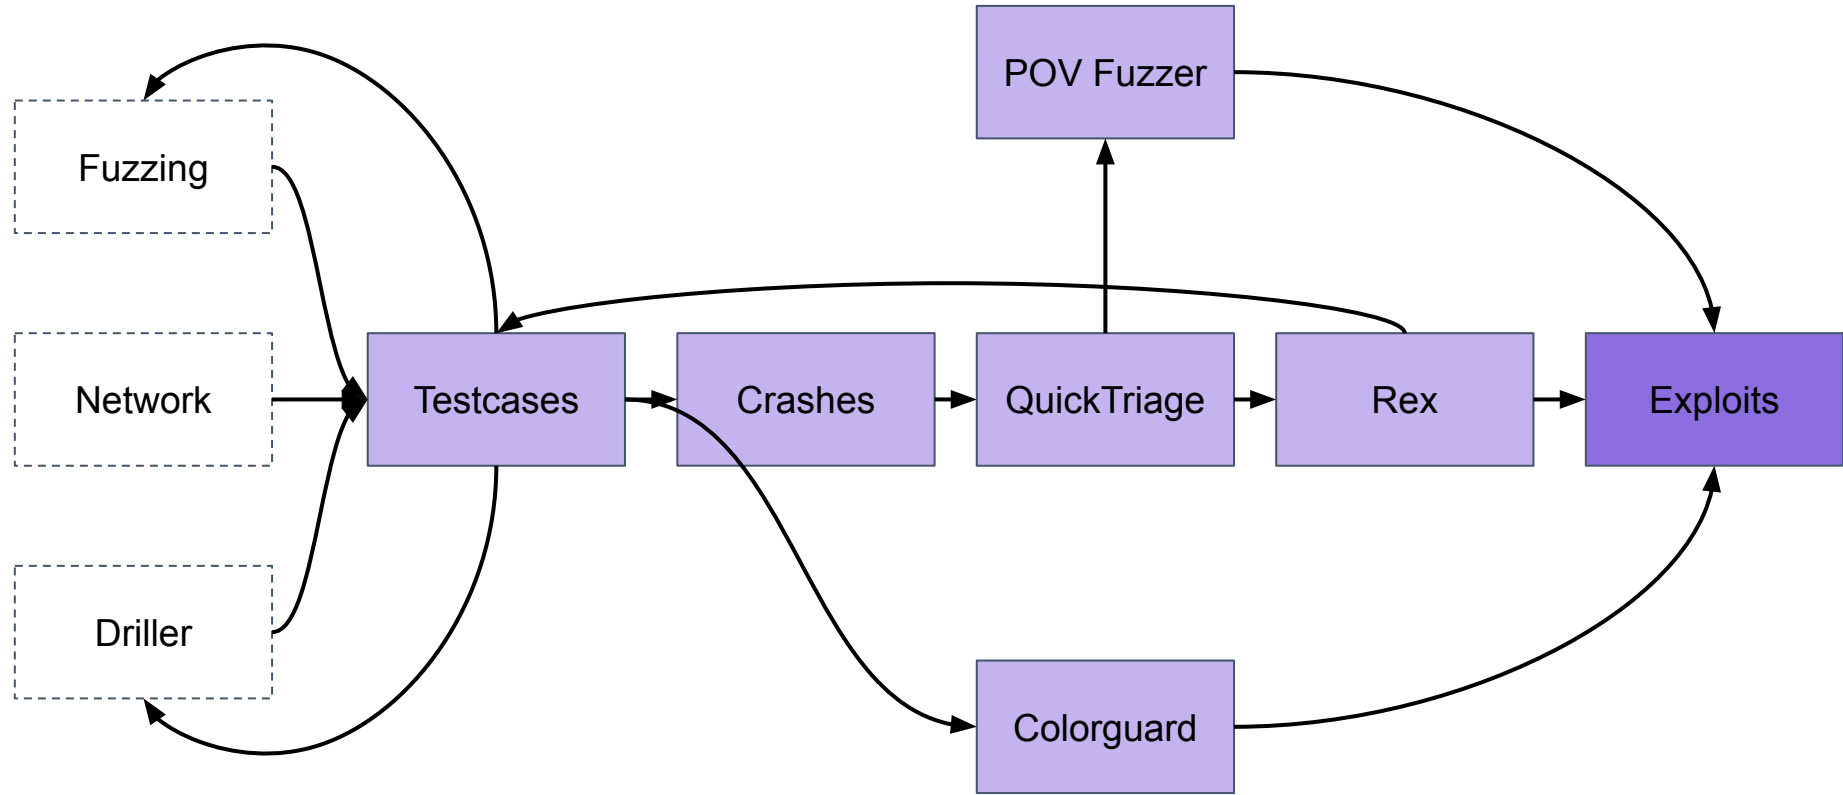 POV Fuzzer
Fuzzing
Network
Testcases
Crashes
QuickTriage
Rex
Exploits
Driller
Colorguard